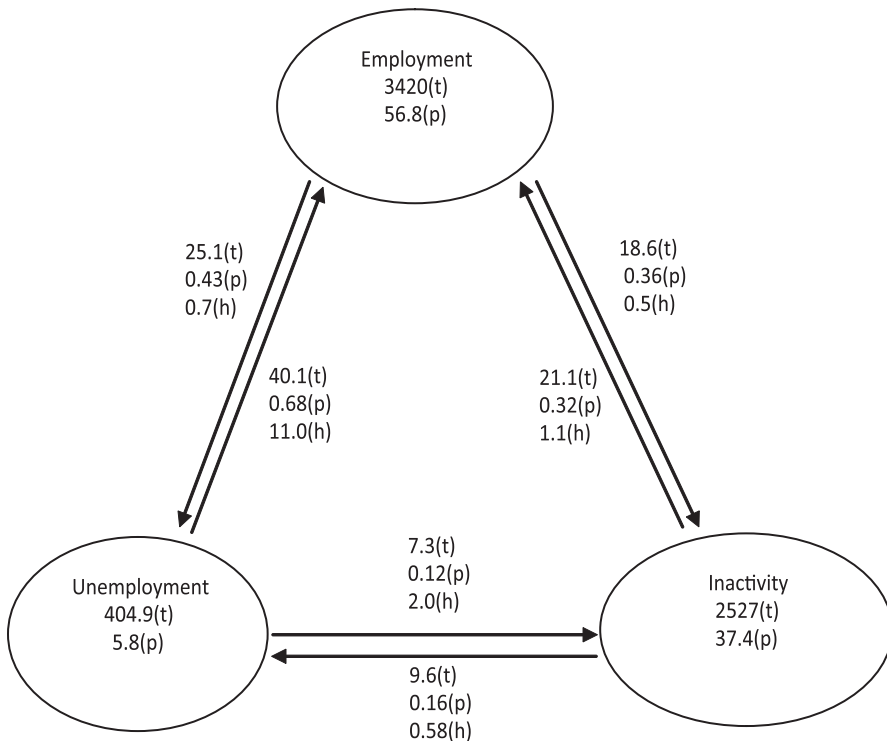 Employment
3420(t)
56.8(p)
25.1(t)
0.43(p)
0.7(h)
18.6(t)
0.36(p)
0.5(h)
40.1(t)
0.68(p)
11.0(h)
21.1(t)
0.32(p)
1.1(h)
Unemployment
404.9(t)
5.8(p)
7.3(t)
0.12(p)
2.0(h)
Inactivity
2527(t)
37.4(p)
9.6(t)
0.16(p)
0.58(h)